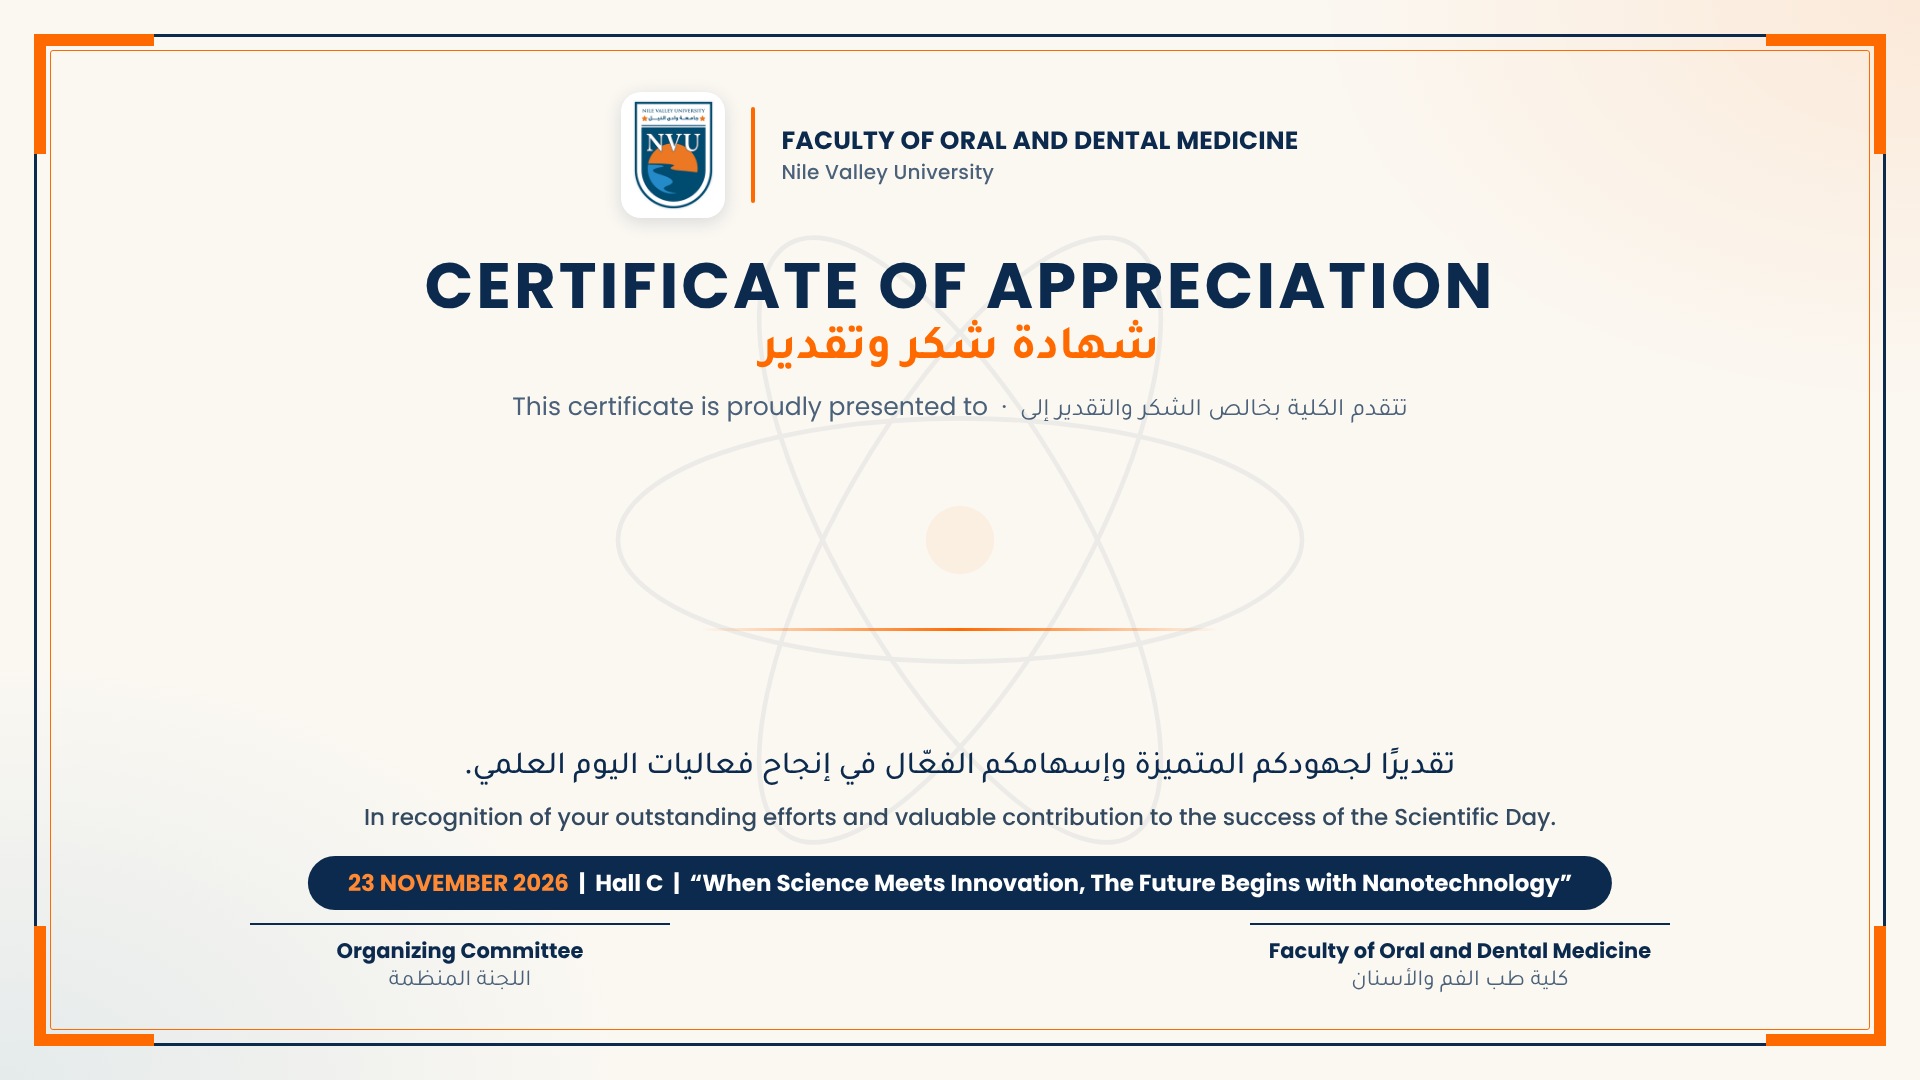 NILE VALLEY UNIVERSITY
جامعة وادي النيل
NVU
FACULTY OF ORAL AND DENTAL MEDICINE
Nile Valley University
CERTIFICATE OF APPRECIATION
شهادة شكر وتقدير
This certificate is proudly presented to · تتقدم الكلية بخالص الشكر والتقدير إلى
تقديرًا لجهودكم المتميزة وإسهامكم الفعّال في إنجاح فعاليات اليوم العلمي.
In recognition of your outstanding efforts and valuable contribution to the success of the Scientific Day.
23 NOVEMBER 2026 | Hall C | “When Science Meets Innovation, The Future Begins with Nanotechnology”
Organizing Committee
اللجنة المنظمة
Faculty of Oral and Dental Medicine
كلية طب الفم والأسنان